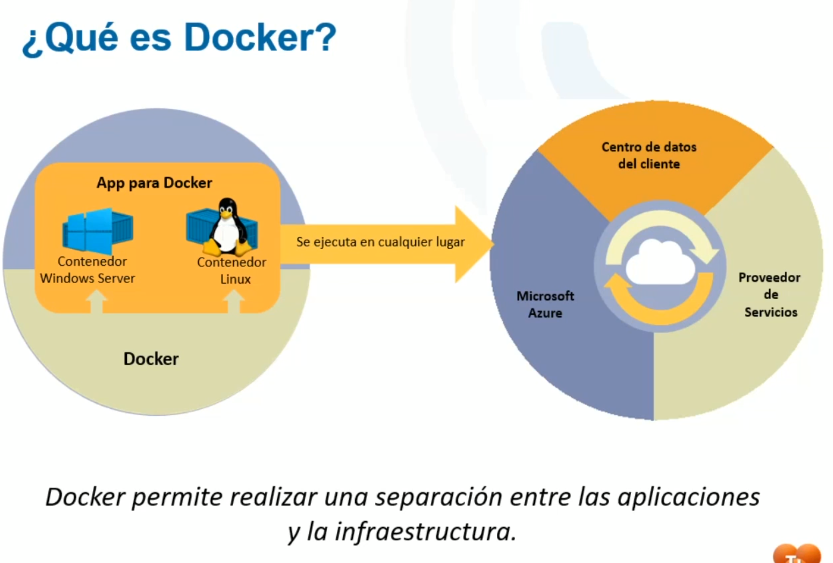 ¿Qué es Docker?
App para Docker
Contenedor
Windows Server
Contenedor
Linux
Docker
Se ejecuta en cualquier lugar
Centro de datos
del cliente
Microsoft
Azure
Proveedor
de
Servicios
Docker permite realizar una separación entre las aplicaciones
y la infraestructura.